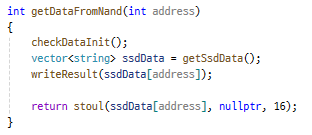 int getDataFromNand(int address)
{
checkDataInit();
vector<string> ssdData = getSsdData();
writeResult(ssdData[address]);
return stoul(ssdData[address], nullptr, 16);
}